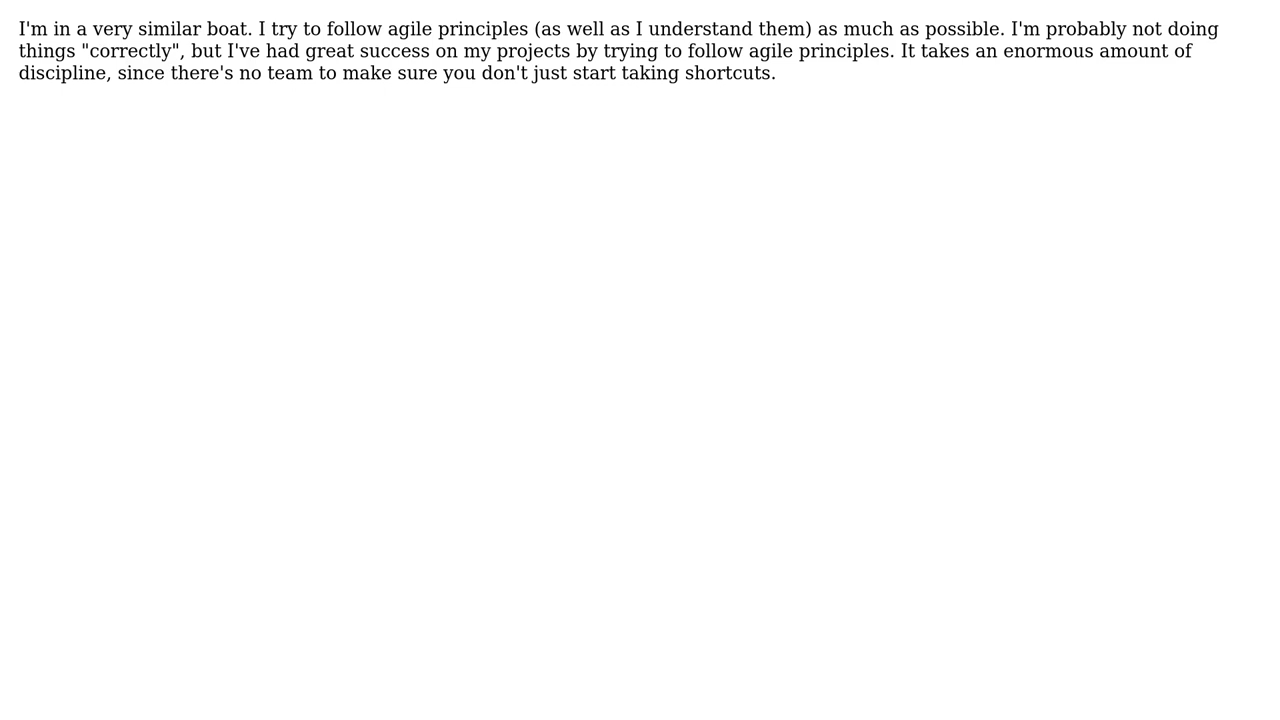 I'm in a very similar boat. I try to follow agile principles (as well as I understand them) as much as possible. I'm probably not doing
things "correctly", but I've had great success on my projects by trying to follow agile principles. It takes an enormous amount of
discipline, since there's no team to make sure you don't just start taking shortcuts.